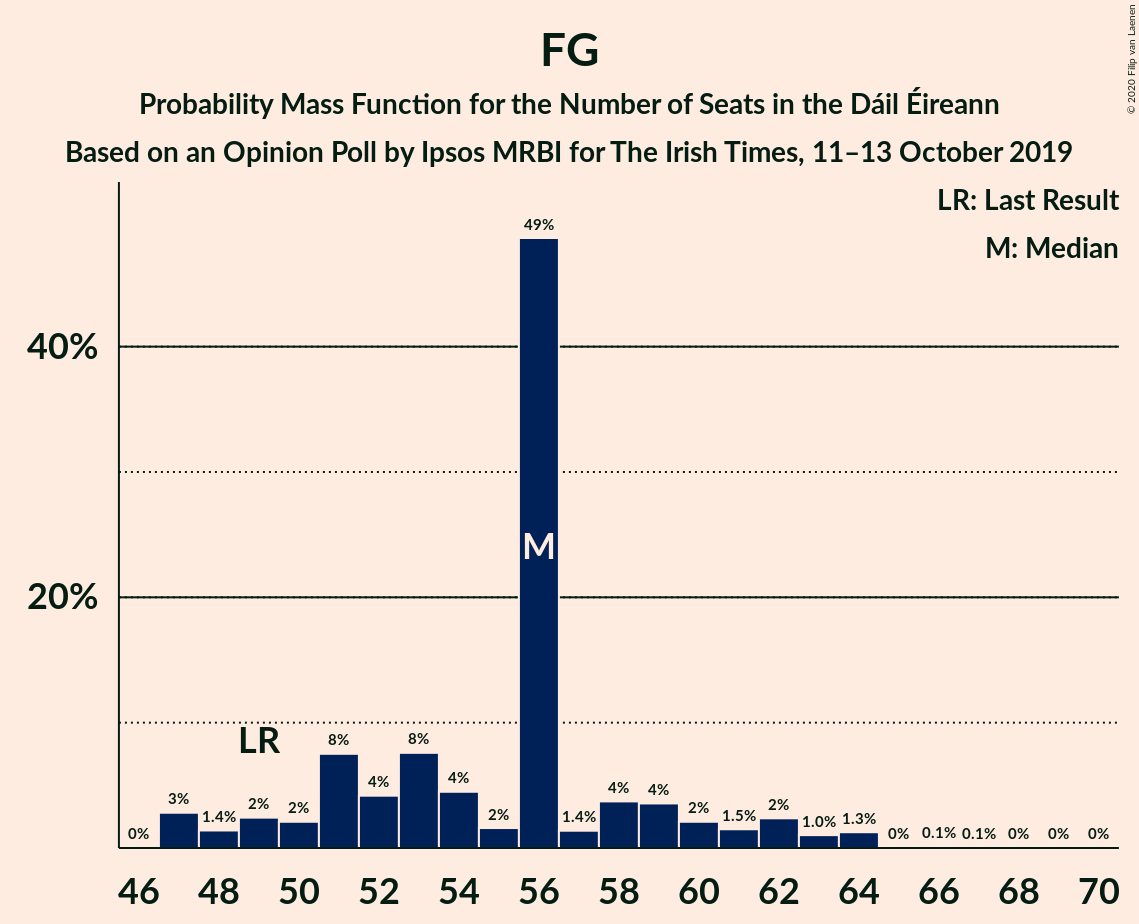 FG
Probability Mass Function for the Number of Seats in the Dáil Éireann
Based on an Opinion Poll by Ipsos MRBI for The Irish Times, 11–13 October 2019
© 2020 Filip van Laenen
LR: Last Result
M: Median
49%
40%
M
20%
LR
0% 3% 1.4% 2% 2% 8% 4% 8% 4% 2% 1.4% 4% 4% 2% 1.5% 2% 1.0% 1.3% 0% 0.1% 0.1% 0% 0% 0%
46 48 50 52 54 56 58 60 62 64 66 68 70